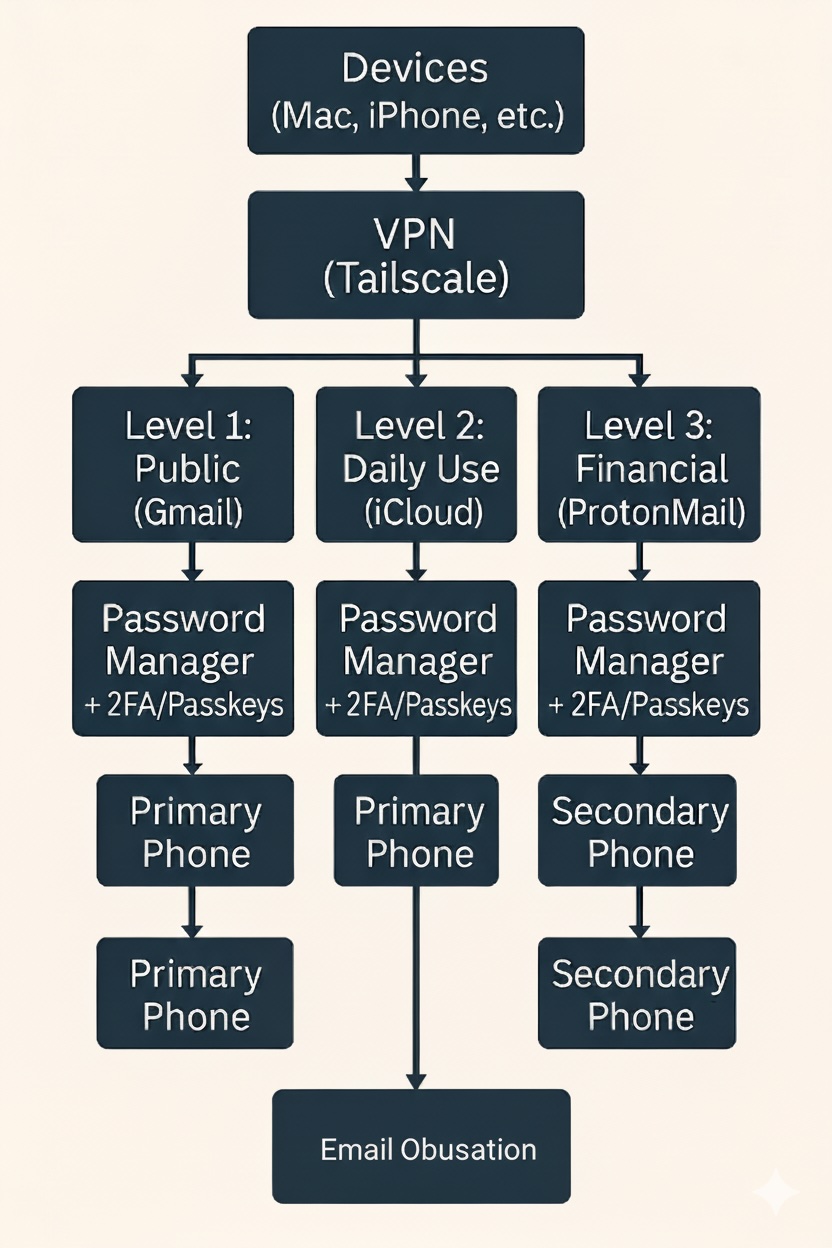 Devices
(Mac, iPhone, etc.)
VPN
(Tailscale)
Level 1:
Public
(Gmail)
Level 2:
Daily Use
(iCloud)
Level 3:
Financial
(ProtonMail)
Password
Manager
+ 2FA/Passkeys
Password
Manager
+ 2FA/Passkeys
Password
Manager
+ 2FA/Passkeys
Primary
Phone
Primary
Phone
Secondary
Phone
Primary
Phone
Secondary
Phone
Email Obusation